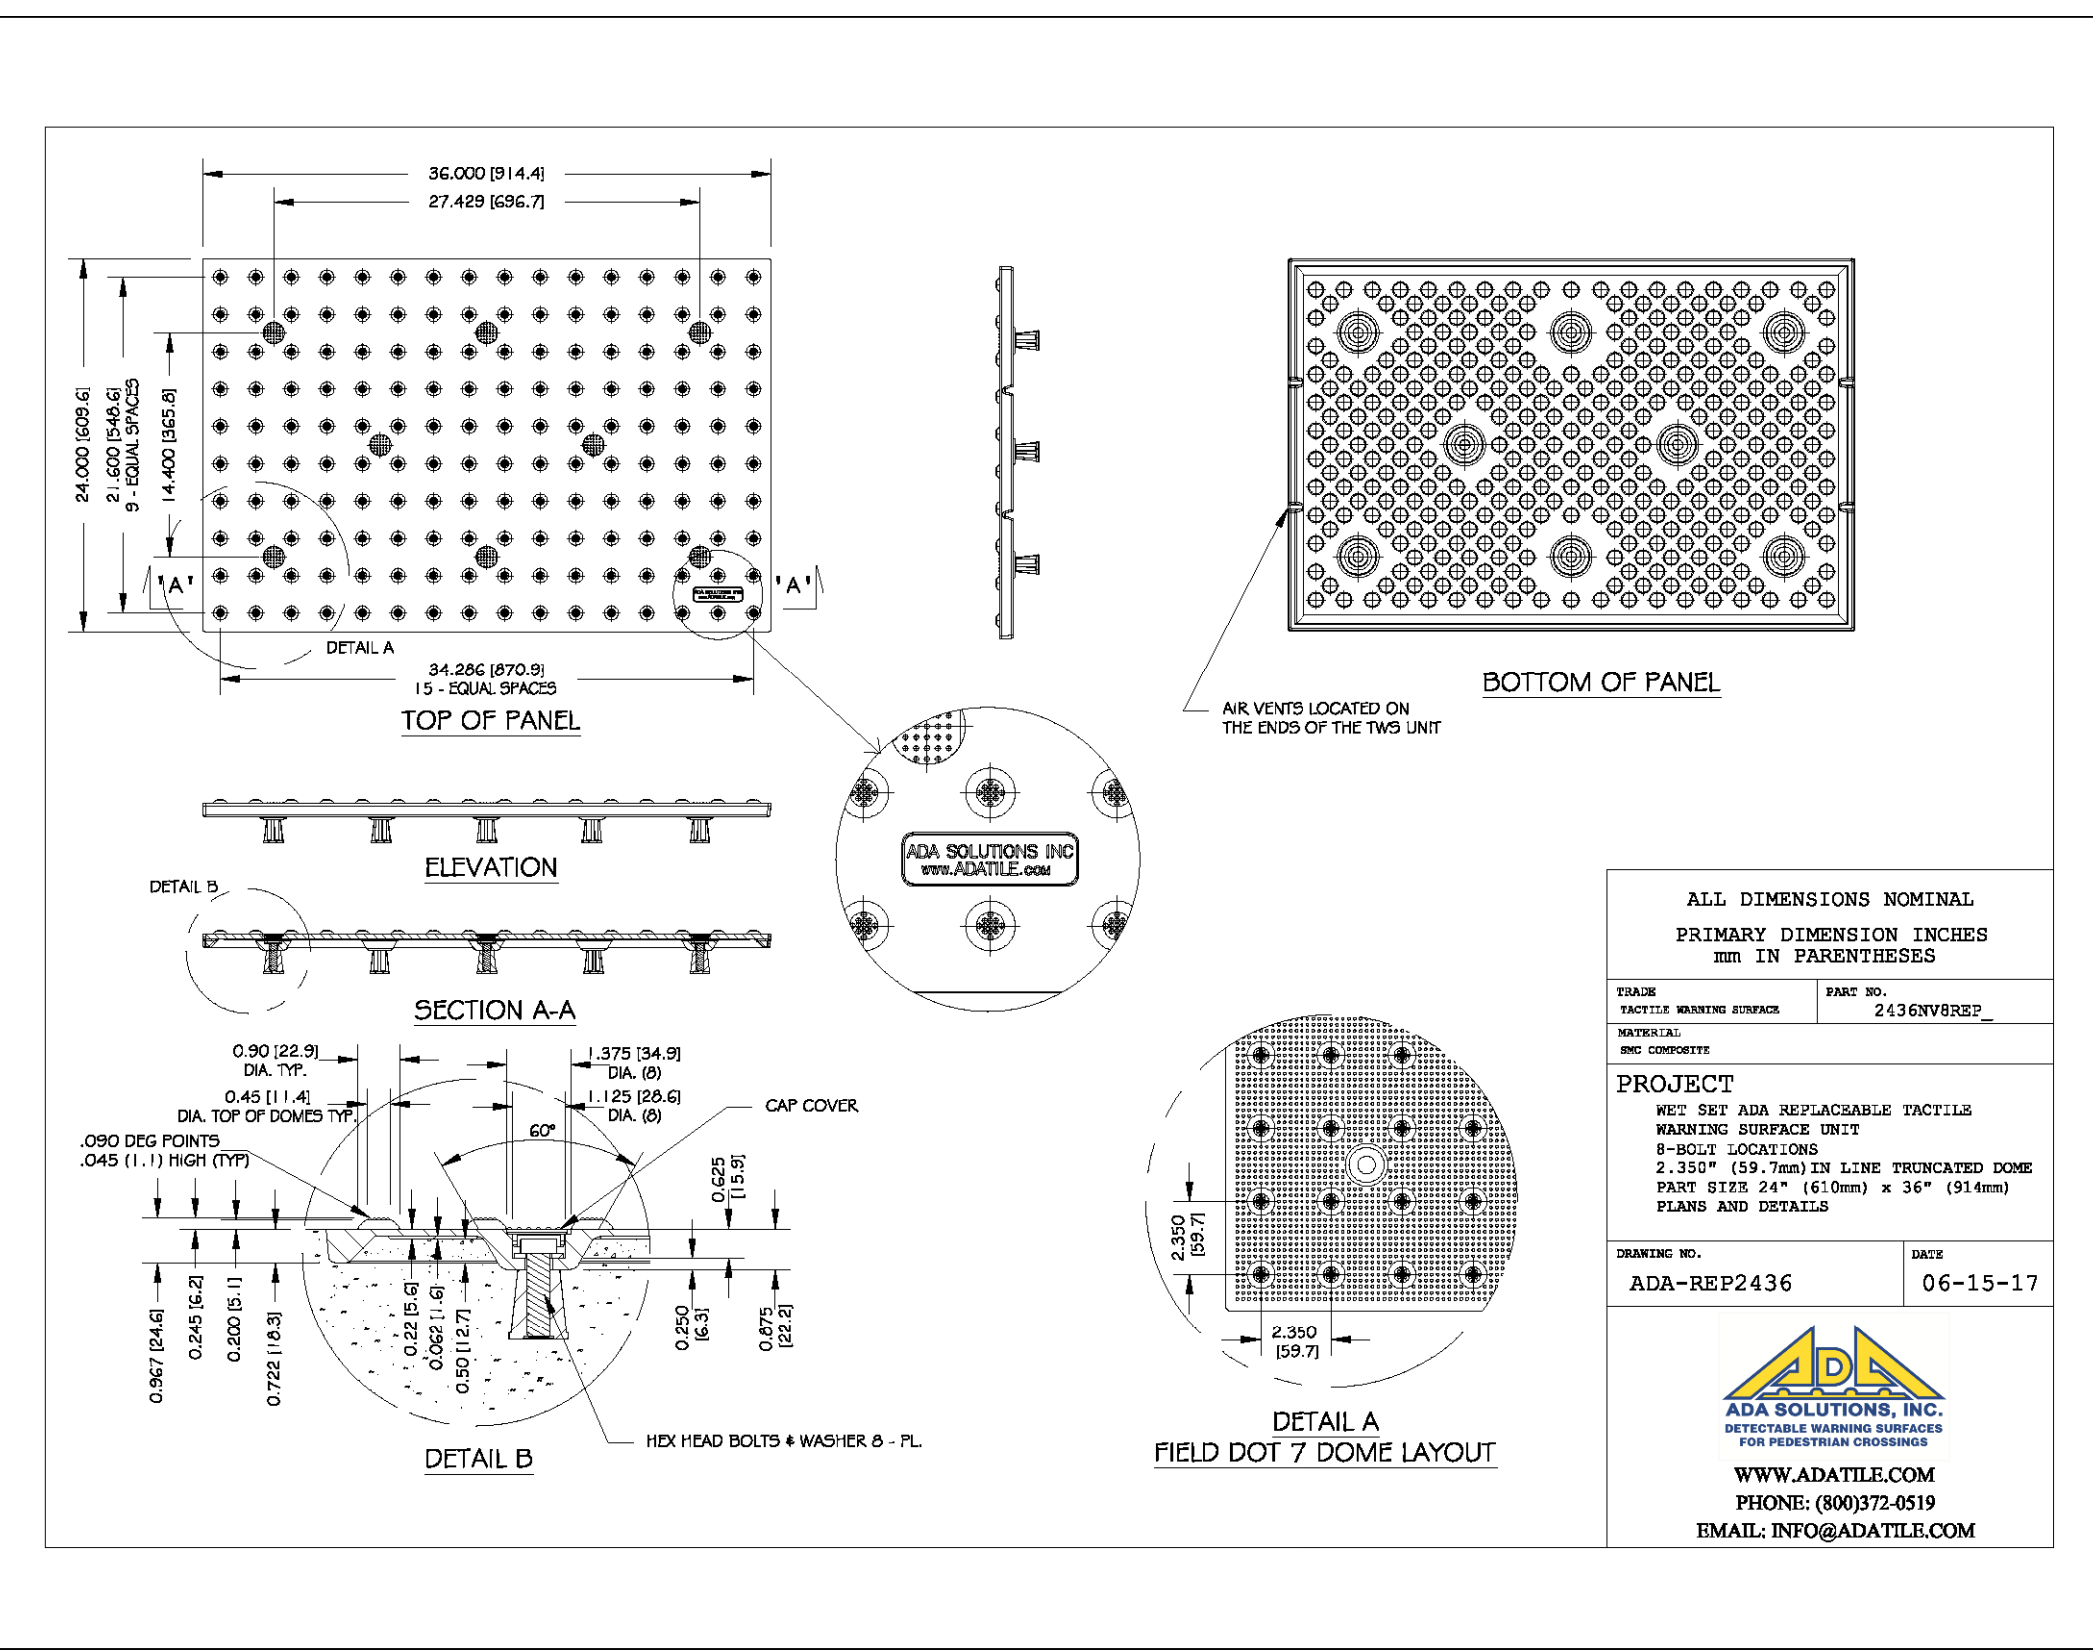 36.000 [914.4]
27.429 [696.7]
24.000 [609.6]
21.600 [548.6]
9 - EQUAL SPACES
14.400 [365.8]
'A'
'A'
ADA SOLUTIONS INC
www.ADATILE.com
DETAIL A
34.286 [870.9]
15 - EQUAL SPACES
TOP OF PANEL
BOTTOM OF PANEL
AIR VENTS LOCATED ON
THE ENDS OF THE TWS UNIT
ELEVATION
ADA SOLUTIONS INC
www.ADATILE.com
DETAIL B
SECTION A-A
0.90 [22.9]
DIA. TYP.
0.45 [11.4]
DIA. TOP OF DOMES TYP.
.090 DEG POINTS
.045 (1.1) HIGH (TYP)
1.375 [34.9]
DIA. (8)
1.125 [28.6]
DIA. (8)
60°
CAP COVER
0.625
[15.9]
0.967 [24.6]
0.245 [6.2]
0.200 [5.1]
0.722 [18.3]
0.22 [5.6]
0.062 [1.6]
0.50 [12.7]
0.250
[6.3]
0.875
[22.2]
HEX HEAD BOLTS & WASHER 8 - PL.
DETAIL B
2.350
[59.7]
2.350
[59.7]
DETAIL A
FIELD DOT 7 DOME LAYOUT
ALL DIMENSIONS NOMINAL
PRIMARY DIMENSION INCHES
mm IN PARENTHESES
TRADE
TACTILE WARNING SURFACE
PART NO.
2436NV8REP_
MATERIAL
SMC COMPOSITE
PROJECT
WET SET ADA REPLACEABLE TACTILE
WARNING SURFACE UNIT
8-BOLT LOCATIONS
2.350" (59.7mm) IN LINE TRUNCATED DOME
PART SIZE 24" (610mm) x 36" (914mm)
PLANS AND DETAILS
DRAWING NO.
ADA-REP2436
DATE
06-15-17
ADA
ADA SOLUTIONS, INC.
DETECTABLE WARNING SURFACES
FOR PEDESTRIAN CROSSINGS
WWW.ADATILE.COM
PHONE: (800)372-0519
EMAIL: INFO@ADATILE.COM